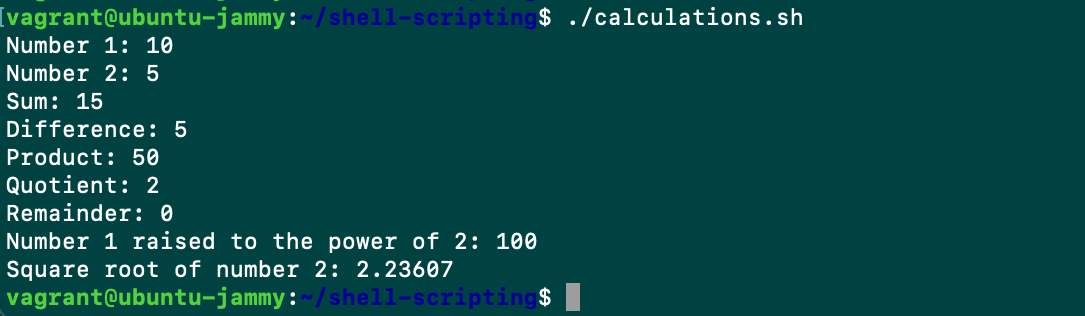 vagrant@ubuntu-jammy:~/shell-scripting$ ./calculations.sh
Number 1: 10
Number 2: 5
Sum: 15
Difference: 5
Product: 50
Quotient: 2
Remainder: 0
Number 1 raised to the power of 2: 100
Square root of number 2: 2.23607
vagrant@ubuntu-jammy:~/shell-scripting$